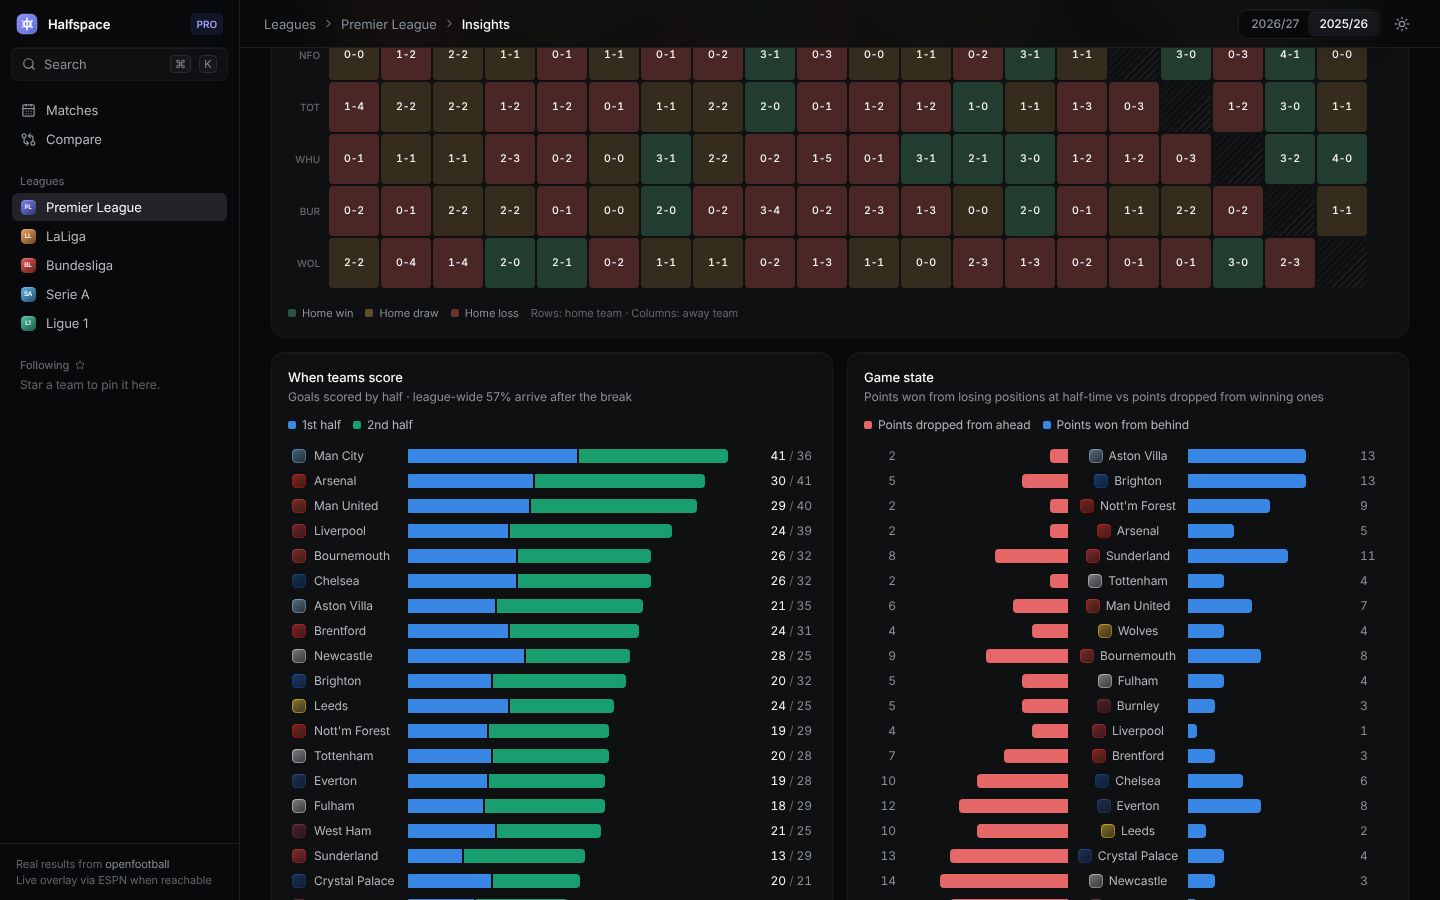 Halfspace
PRO
Search
⌘ K
Matches
Compare
Leagues
PL Premier League
LL LaLiga
BL Bundesliga
SA Serie A
L1 Ligue 1
Following
Star a team to pin it here.
Real results from openfootball
Live overlay via ESPN when reachable
Leagues > Premier League > Insights
2026/27 2025/26
NFO 0-0 1-2 2-2 1-1 0-1 1-1 0-1 0-2 3-1 0-3 0-0 1-1 0-2 3-1 1-1 3-0 0-3 4-1 0-0
TOT 1-4 2-2 2-2 1-2 1-2 0-1 1-1 2-2 2-0 0-1 1-2 1-2 1-0 1-1 1-3 0-3 1-2 3-0 1-1
WHU 0-1 1-1 1-1 2-3 0-2 0-0 3-1 2-2 0-2 1-5 0-1 3-1 2-1 3-0 1-2 1-2 0-3 3-2 4-0
BUR 0-2 0-1 2-2 2-2 0-1 0-0 2-0 0-2 3-4 0-2 2-3 1-3 0-0 2-0 0-1 1-1 2-2 0-2 1-1
WOL 2-2 0-4 1-4 2-0 2-1 0-2 1-1 1-1 0-2 1-3 1-1 0-0 2-3 1-3 0-2 0-1 0-1 3-0 2-3
Home win Home draw Home loss Rows: home team · Columns: away team
When teams score
Goals scored by half · league-wide 57% arrive after the break
1st half 2nd half
Man City 41 / 36
Arsenal 30 / 41
Man United 29 / 40
Liverpool 24 / 39
Bournemouth 26 / 32
Chelsea 26 / 32
Aston Villa 21 / 35
Brentford 24 / 31
Newcastle 28 / 25
Brighton 20 / 32
Leeds 24 / 25
Nott'm Forest 19 / 29
Tottenham 20 / 28
Everton 19 / 28
Fulham 18 / 29
West Ham 21 / 25
Sunderland 13 / 29
Crystal Palace 20 / 21
Game state
Points won from losing positions at half-time vs points dropped from winning ones
Points dropped from ahead Points won from behind
2 Aston Villa 13
5 Brighton 13
2 Nott'm Forest 9
2 Arsenal 5
8 Sunderland 11
2 Tottenham 4
6 Man United 7
4 Wolves 4
9 Bournemouth 8
5 Fulham 4
5 Burnley 3
4 Liverpool 1
7 Brentford 3
10 Chelsea 6
12 Everton 8
10 Leeds 2
13 Crystal Palace 4
14 Newcastle 3